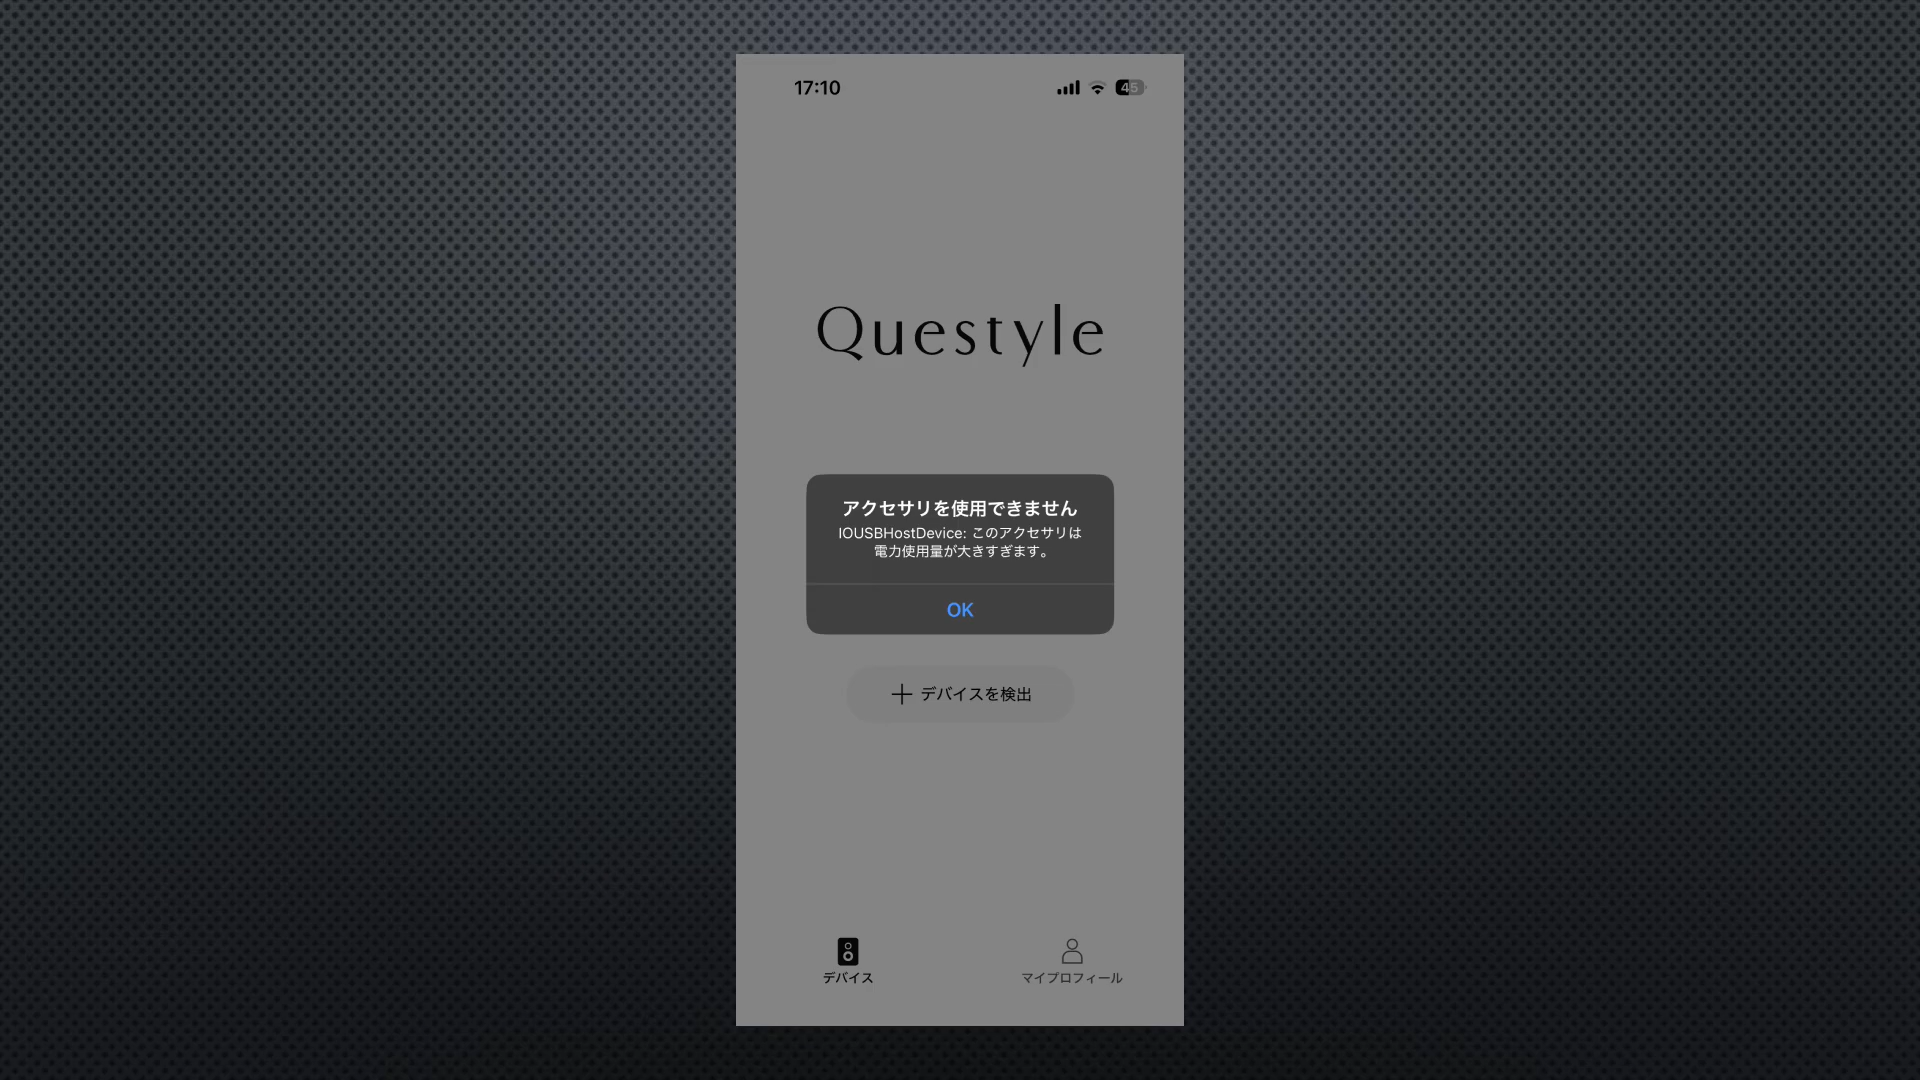 17:10
45
Questyle
アクセサリを使用できません
IOUSBHostDevice: このアクセサリは
電力使用量が大きすぎます。
OK
デバイスを検出
デバイス
マイプロフィール